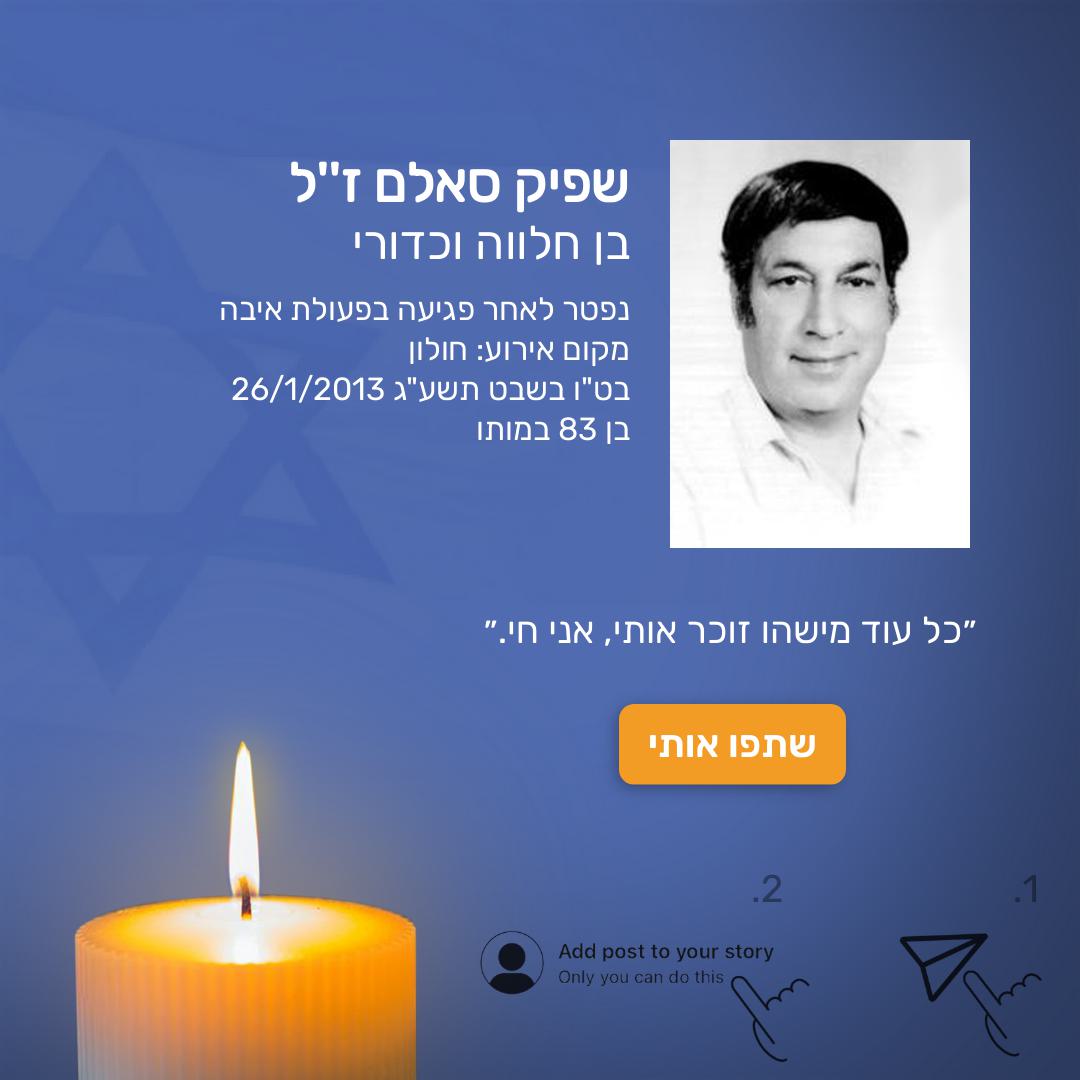 שפיק סאלם ז''ל
בן חלווה וכדורי
נפטר לאחר פגיעה בפעולת איבה
מקום אירוע: חולון
בט"ו בשבט תשע"ג 26/1/2013
בן 83 במותו
״כל עוד מישהו זוכר אותי, אני חי.״
שתפו אותי
1.
2.
Add post to your story
Only you can do this